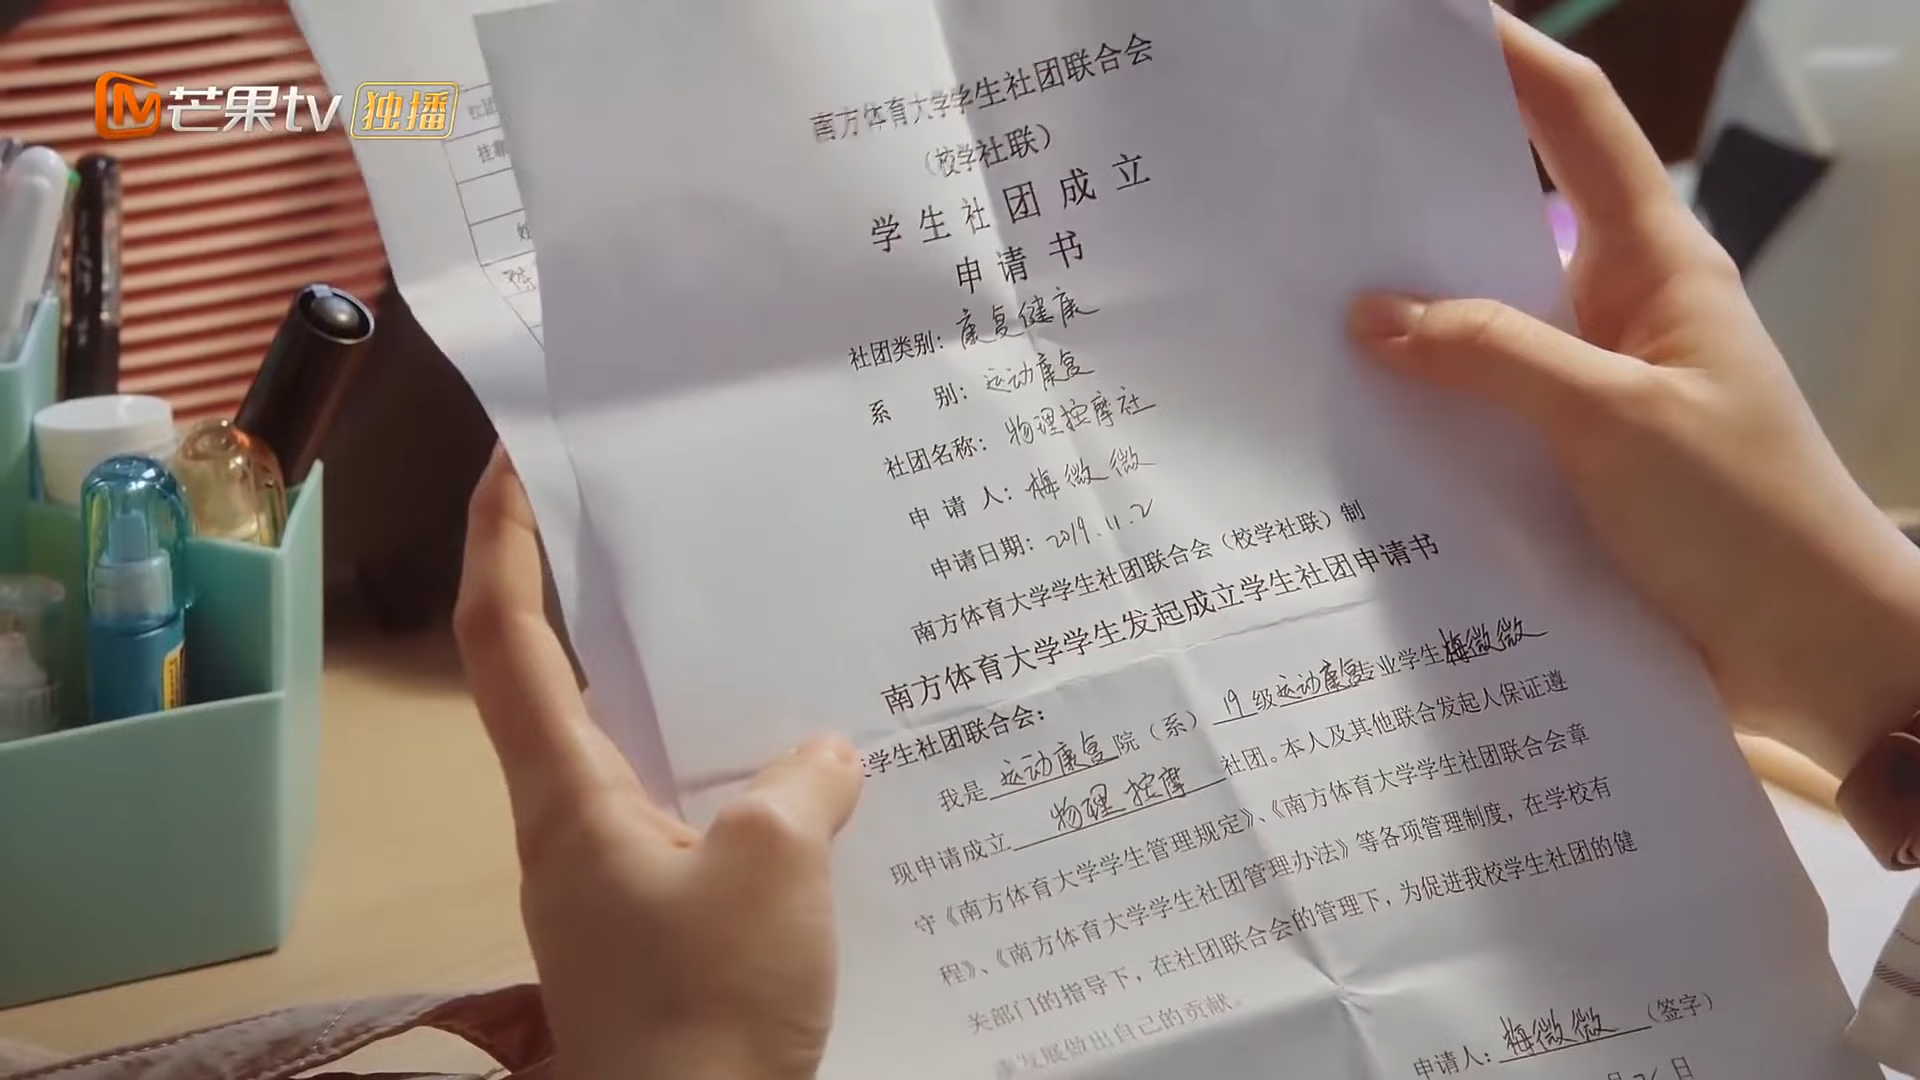 芒果tv 独播
南方体育大学学生社团联合会
（校学社联）
学生社团成立
申请书
社团类别：康复健康
系 别：运动康复
社团名称：物理按摩社
申 请 人：梅微微
申请日期：2019.11.2
南方体育大学学生社团联合会（校学社联）制
南方体育大学学生发起成立学生社团申请书
学生社团联合会：
我是 运动康复 院（系） 19 级 运动康复 专业学生 梅微微
现申请成立 物理 按摩 社团。本人及其他联合发起人保证遵
守《南方体育大学学生管理规定》、《南方体育大学学生社团联合会章
程》、《南方体育大学学生社团管理办法》等各项管理制度，在学校有
关部门的指导下，在社团联合会的管理下，为促进我校学生社团的健
康发展做出自己的贡献。
申请人：梅微微（签字）
日